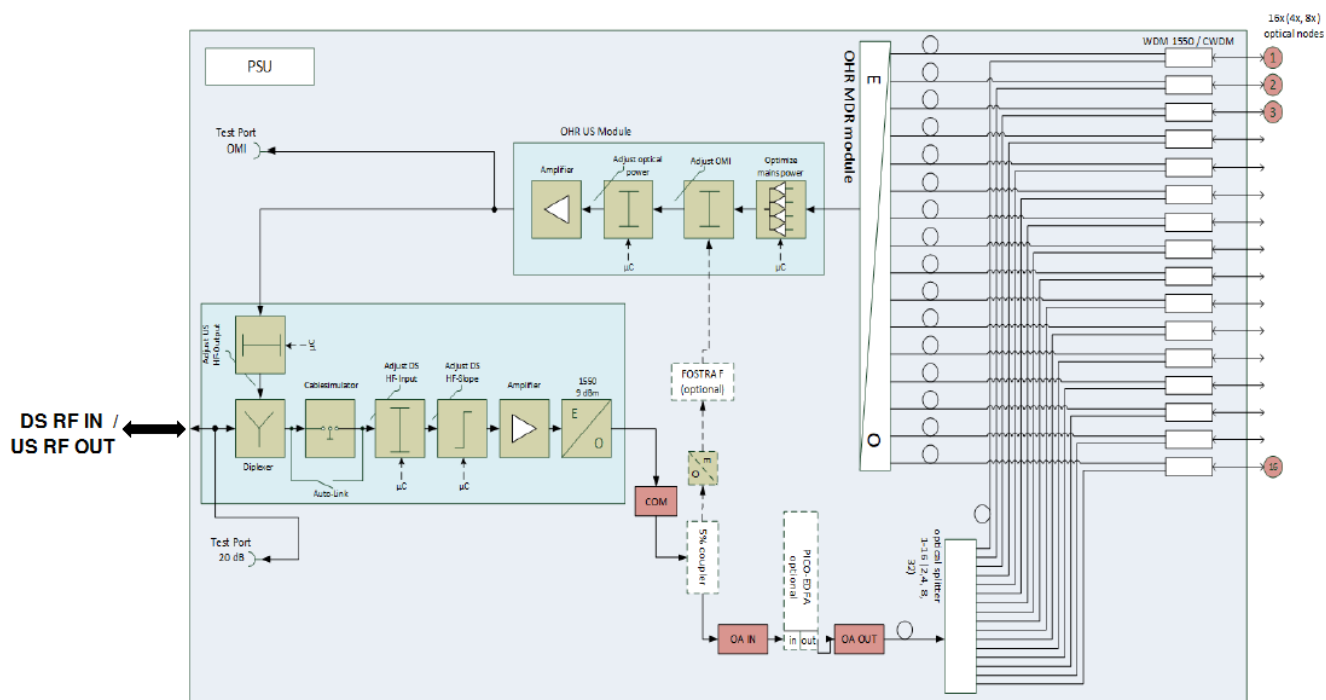 16x (4x, 8x)
optical nodes
WDM 1550 / CWDM
PSU
OHR MDR module
E
O
1
2
3
16
Test Port
OMI
OHR US Module
Amplifier
Adjust optical
power
Adjust OMI
Optimize
mains power
µC
µC
Adjust US
HF-Output
µC
FOSTRA F
(optional)
Cablesimulator
Adjust DS
HF-Input
Adjust DS
HF-Slope
Amplifier
1550
9 dBm
E
O
DS RF IN /
US RF OUT
Diplexer
Auto-Link
µC
µC
m
O
COM
Test Port
20 dB
5% coupler
PICO-EDFA
optional
in
out
OA IN
OA OUT
optical splitter
1-16 (2,4, 8,
32)